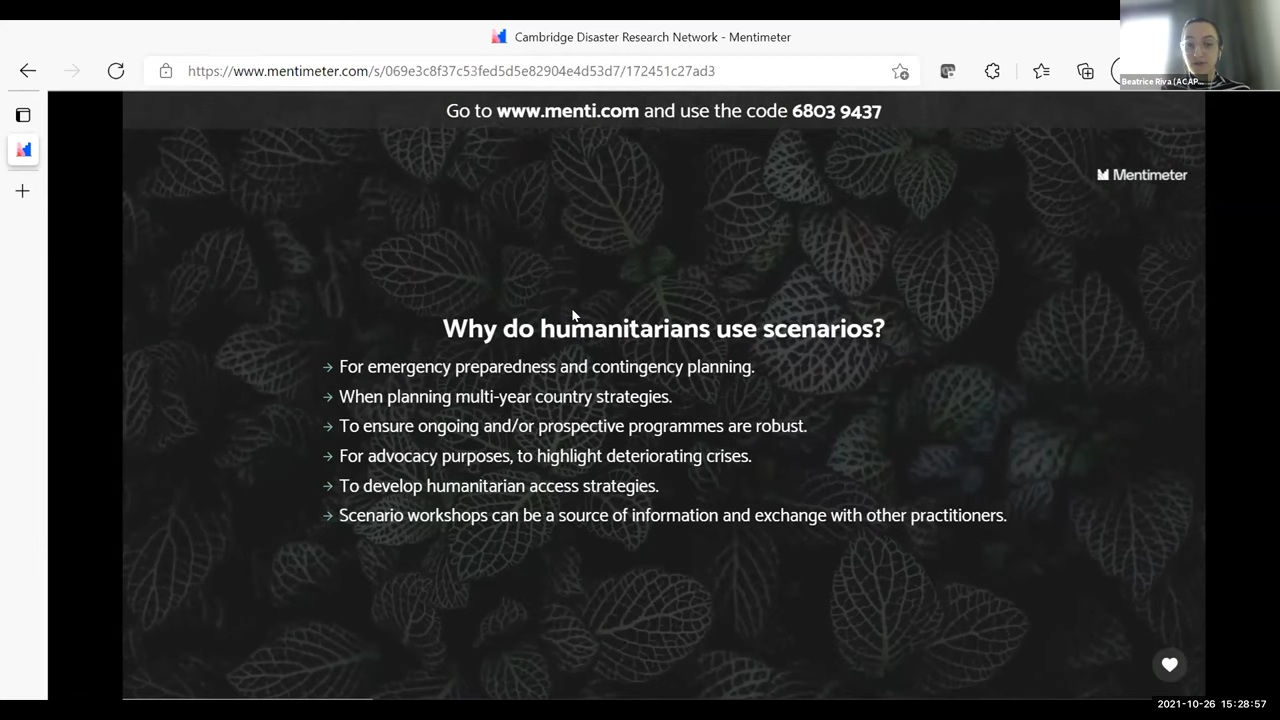 Cambridge Disaster Research Network - Mentimeter
https://www.mentimeter.com/s/069e3c8f37c53fed5d5e82904e4d53d7/172451c27ad3
Beatrice Riva (ACAP...
Go to www.menti.com and use the code 6803 9437
Mentimeter
Why do humanitarians use scenarios?
→ For emergency preparedness and contingency planning.
→ When planning multi-year country strategies.
→ To ensure ongoing and/or prospective programmes are robust.
→ For advocacy purposes, to highlight deteriorating crises.
→ To develop humanitarian access strategies.
→ Scenario workshops can be a source of information and exchange with other practitioners.
2021-10-26 15:28:57